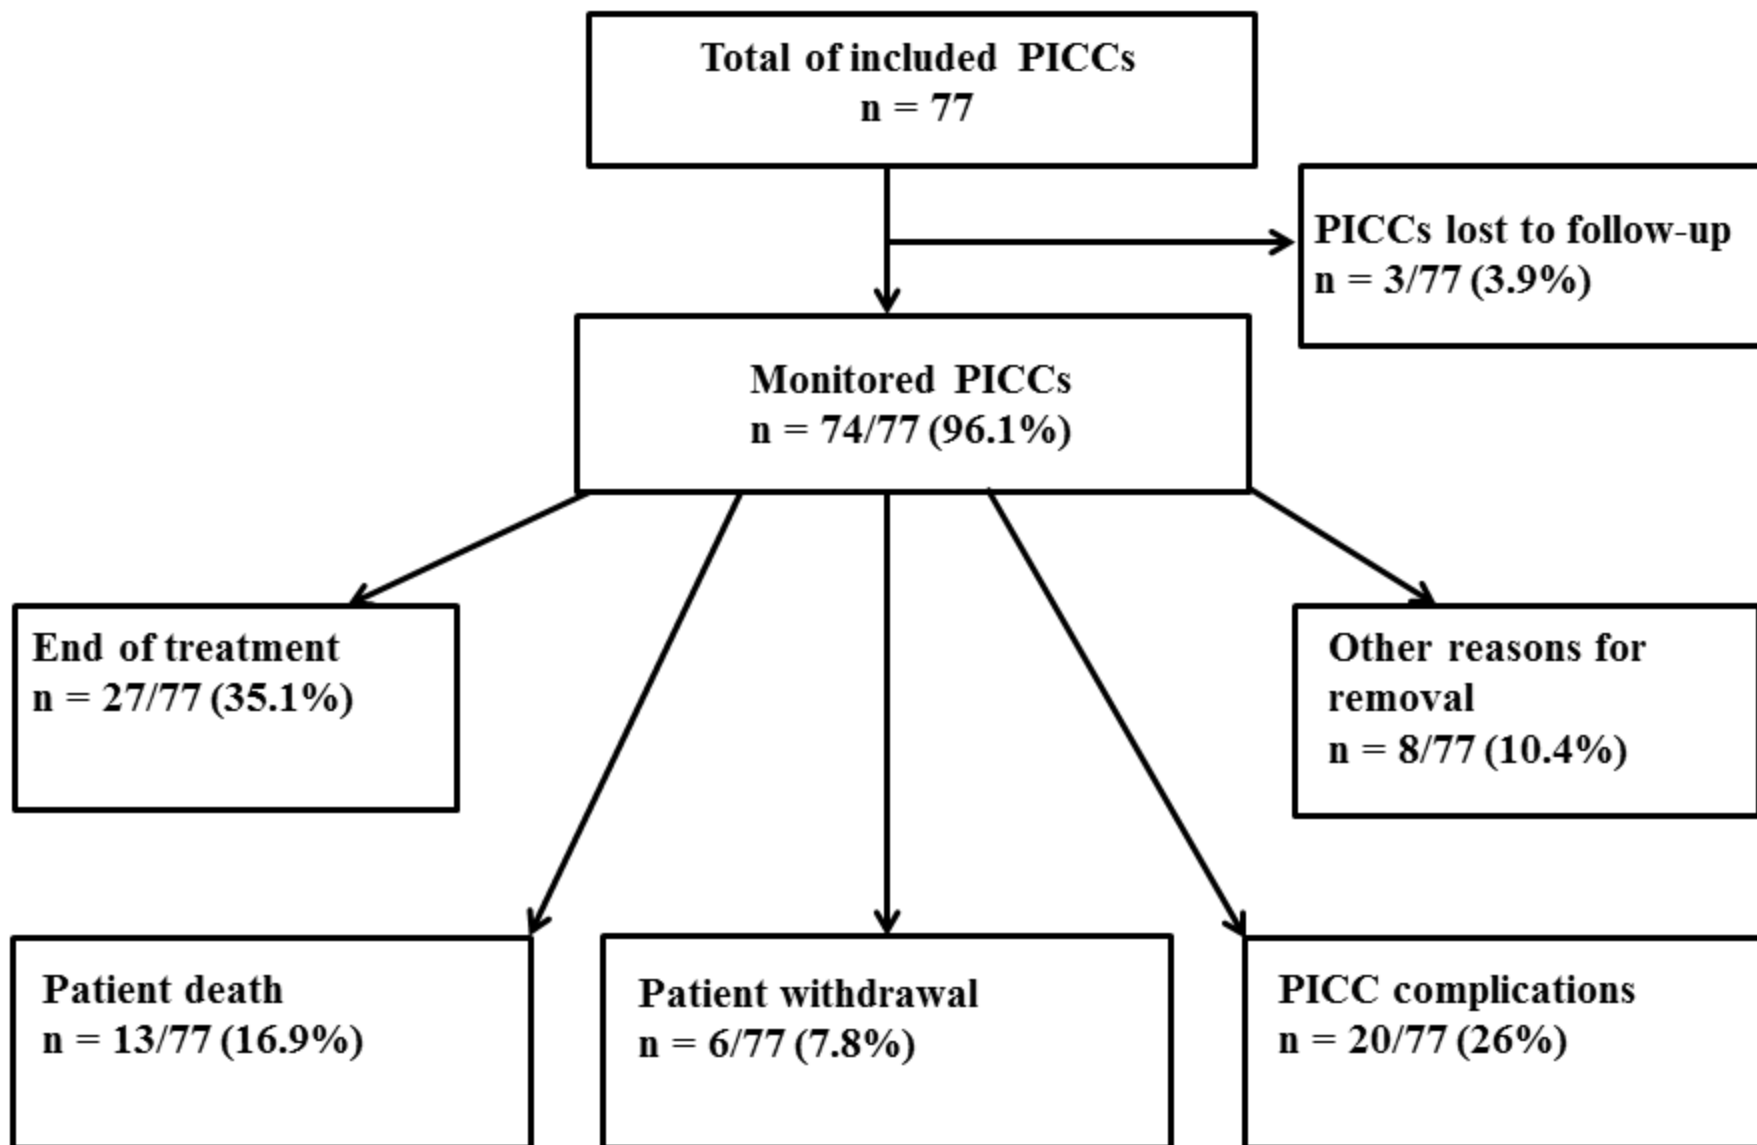 Total of included PICCs
n = 77
PICCs lost to follow-up
n = 3/77 (3.9%)
Monitored PICCs
n = 74/77 (96.1%)
End of treatment
n = 27/77 (35.1%)
Other reasons for
removal
n = 8/77 (10.4%)
Patient death
n = 13/77 (16.9%)
Patient withdrawal
n = 6/77 (7.8%)
PICC complications
n = 20/77 (26%)